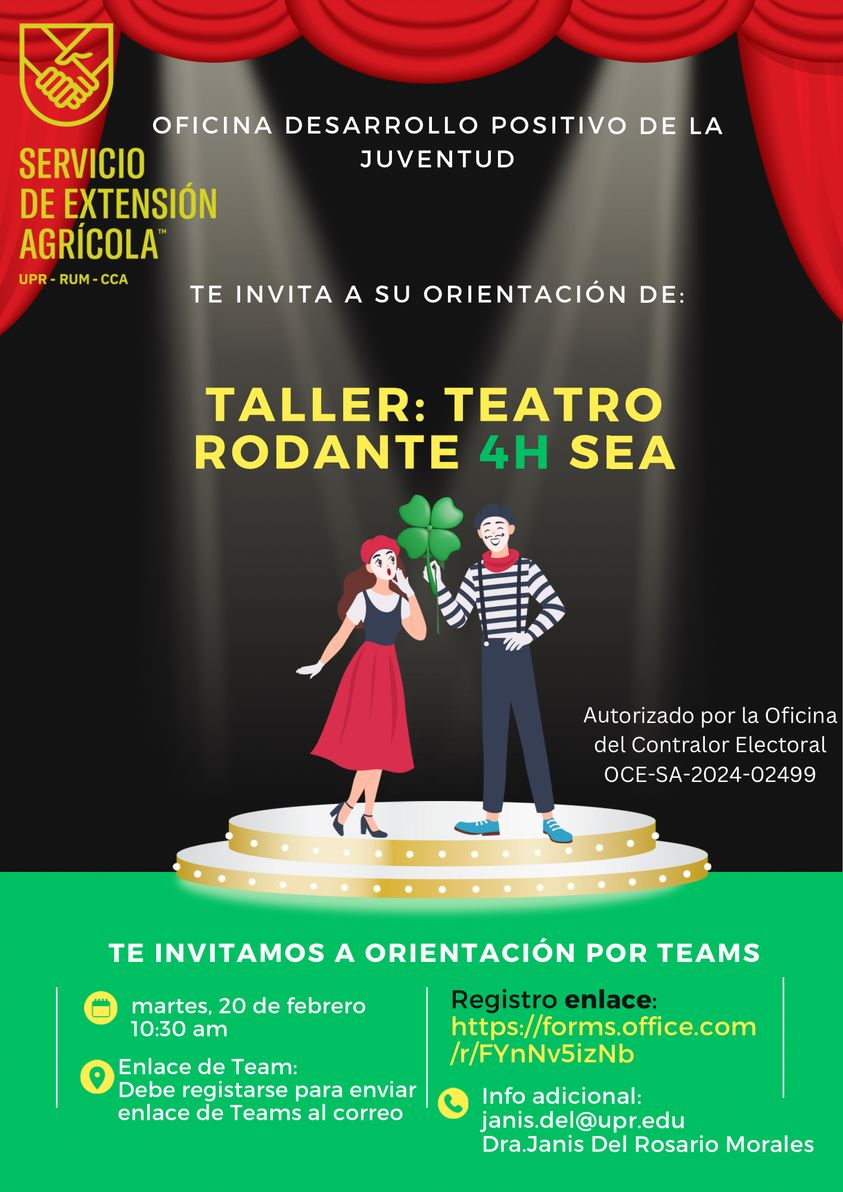 SERVICIO
DE EXTENSIÓN
AGRÍCOLA™
UPR - RUM - CCA
OFICINA DESARROLLO POSITIVO DE LA
JUVENTUD
TE INVITA A SU ORIENTACIÓN DE:
TALLER: TEATRO
RODANTE 4H SEA
Autorizado por la Oficina
del Contralor Electoral
OCE-SA-2024-02499
TE INVITAMOS A ORIENTACIÓN POR TEAMS
martes, 20 de febrero
10:30 am
Enlace de Team:
Debe registarse para enviar
enlace de Teams al correo
Registro enlace:
https://forms.office.com
/r/FYnNv5izNb
Info adicional:
janis.del@upr.edu
Dra.Janis Del Rosario Morales